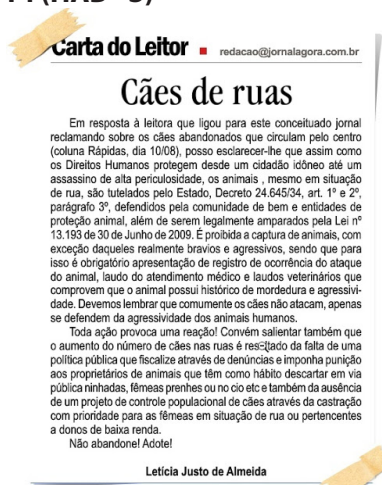 Carta do Leitor
redacao@jornalagora.com.br
Cães de ruas
Em resposta à leitora que ligou para este conceituado jornal
reclamando sobre os cães abandonados que circulam pelo centro
(coluna Rápidas, dia 10/08), posso esclarecer-lhe que assim como
os Direitos Humanos protegem desde um cidadão idôneo até um
assassino de alta periculosidade, os animais , mesmo em situação
de rua, são tutelados pelo Estado, Decreto 24.645/34, art. 1º e 2º,
parágrafo 3º, defendidos pela comunidade de bem e entidades de
proteção animal, além de serem legalmente amparados pela Lei nº
13.193 de 30 de Junho de 2009. É proibida a captura de animais, com
exceção daqueles realmente bravios e agressivos, sendo que para
isso é obrigatório apresentação de registro de ocorrência do ataque
do animal, laudo do atendimento médico e laudos veterinários que
comprovem que o animal possui histórico de mordedura e agressivi-
dade. Devemos lembrar que comumente os cães não atacam, apenas
se defendem da agressividade dos animais humanos.
Toda ação provoca uma reação! Convém salientar também que
o aumento do número de cães nas ruas é da falta de uma
política pública que fiscalize através de denúncias e imponha punição
aos proprietários de animais que têm como hábito descartar em via
pública ninhadas, fêmeas prenhes ou no cio etc e também da ausência
de um projeto de controle populacional de cães através da castração
com prioridade para as fêmeas em situação de rua ou pertencentes
a donos de baixa renda.
Não abandone! Adote!
Letícia Justo de Almeida